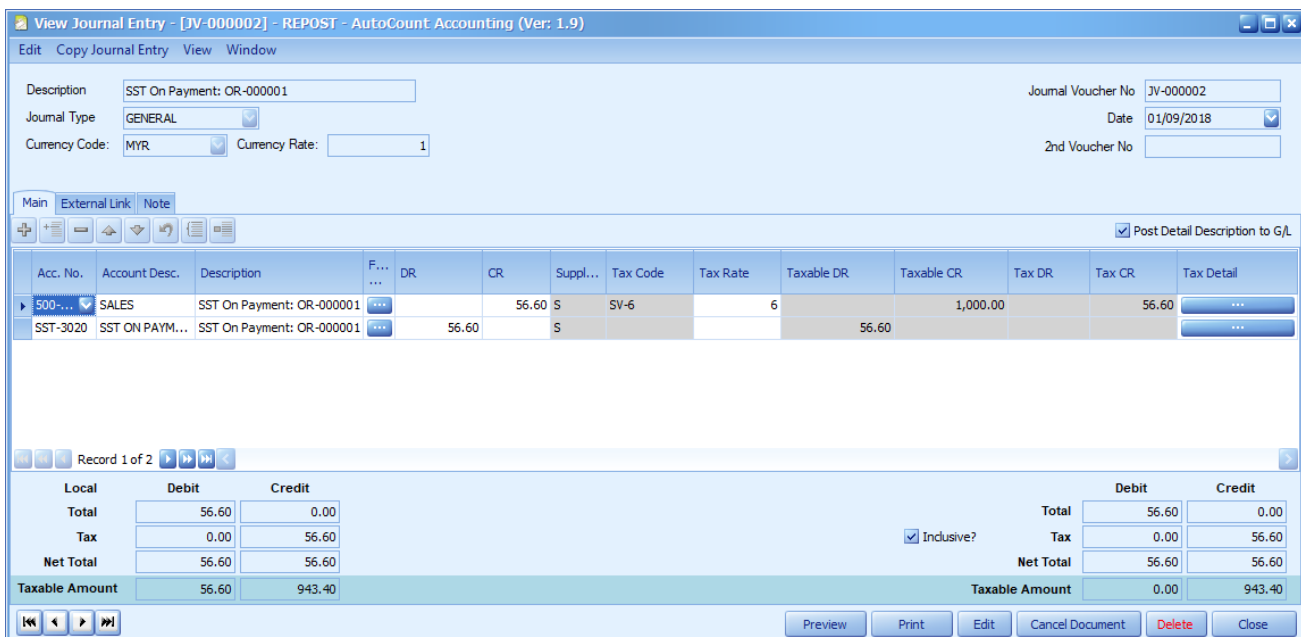 View Journal Entry - [JV-000002] - REPOST - AutoCount Accounting (Ver: 1.9)
Edit Copy Journal Entry View Window
Description SST On Payment: OR-000001 Journal Voucher No JV-000002
Journal Type GENERAL Date 01/09/2018
Currency Code: MYR Currency Rate: 1 2nd Voucher No
Main External Link Note
Post Detail Description to G/L
Acc. No. Account Desc. Description F... ... DR CR Suppl... Tax Code Tax Rate Taxable DR Taxable CR Tax DR Tax CR Tax Detail
500-... SALES SST On Payment: OR-000001 ... 56.60 S SV-6 6 1,000.00 56.60 ...
SST-3020 SST ON PAYM... SST On Payment: OR-000001 ... 56.60 S 56.60 ...
Record 1 of 2
Local Debit Credit Debit Credit
Total 56.60 0.00 Total 56.60 0.00
Tax 0.00 56.60 Inclusive? Tax 0.00 56.60
Net Total 56.60 56.60 Net Total 56.60 56.60
Taxable Amount 56.60 943.40 Taxable Amount 0.00 943.40
Preview Print Edit Cancel Document Delete Close